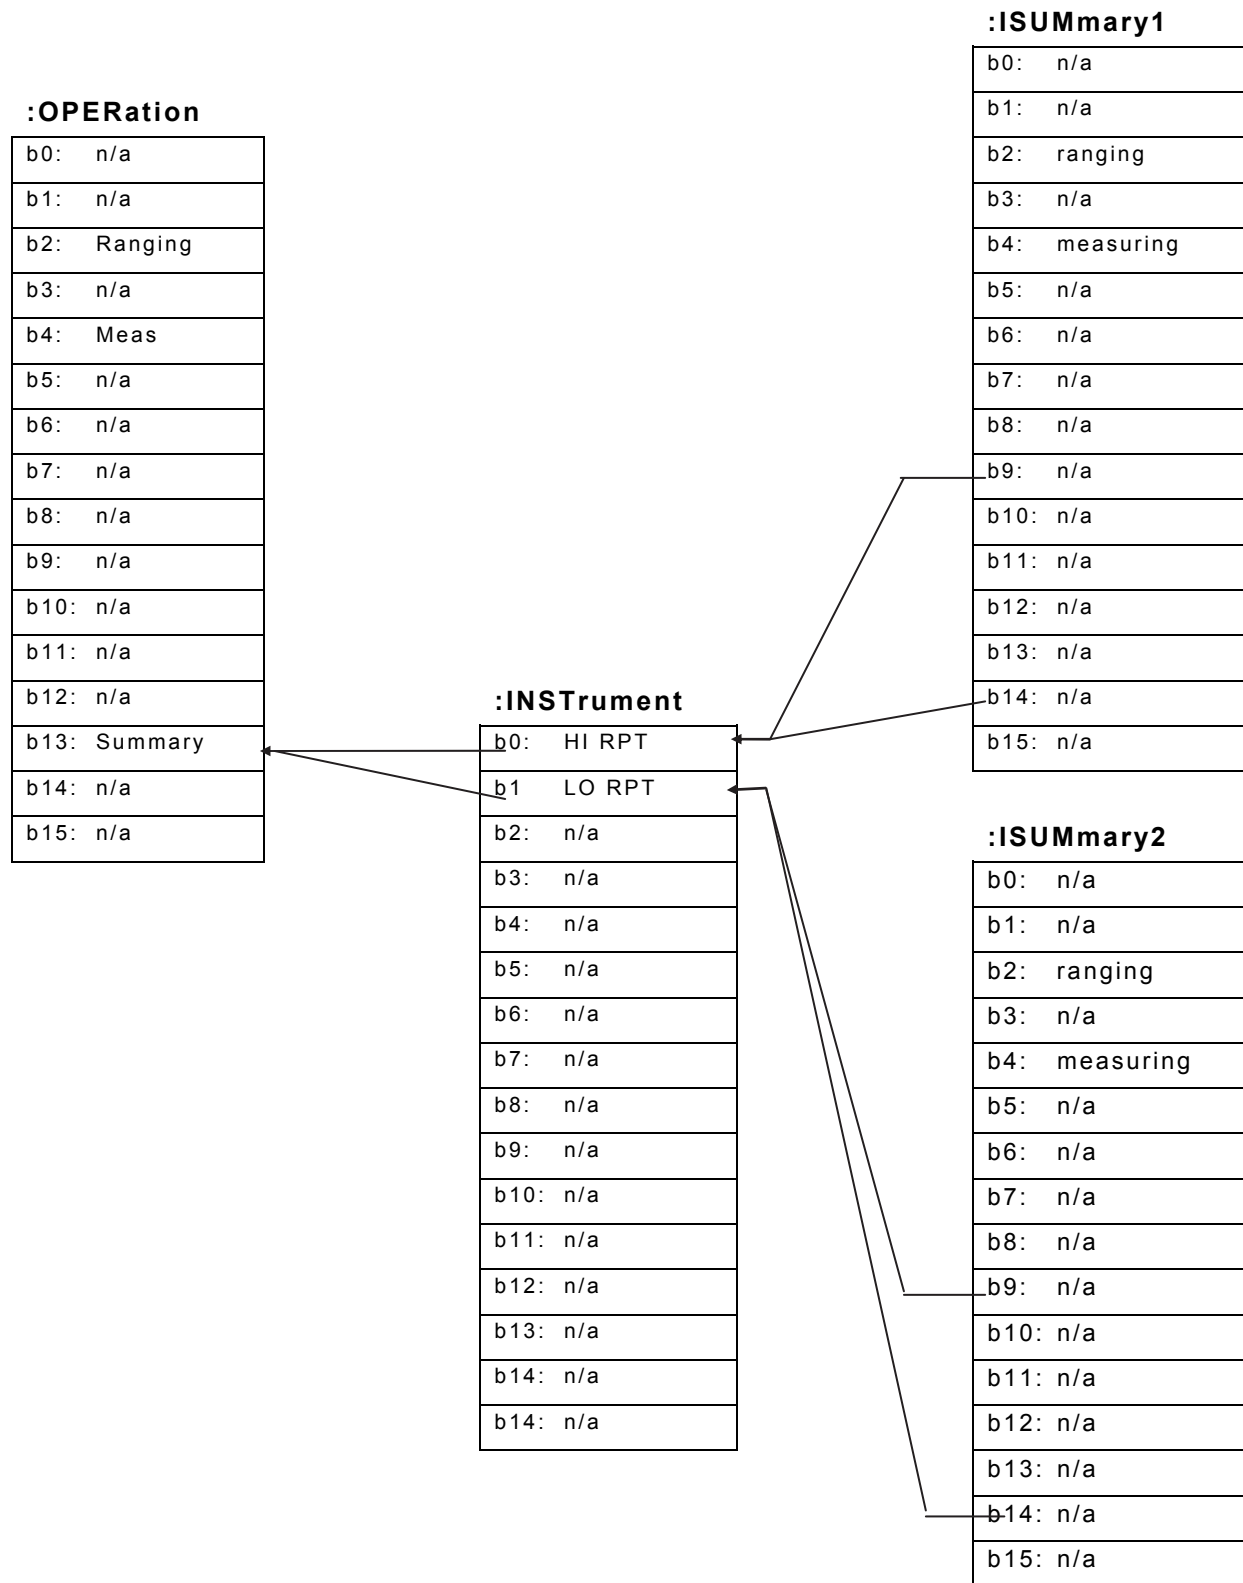 :OPERation
b0: n/a
b1: n/a
b2: Ranging
b3: n/a
b4: Meas
b5: n/a
b6: n/a
b7: n/a
b8: n/a
b9: n/a
b10: n/a
b11: n/a
b12: n/a
b13: Summary
b14: n/a
b15: n/a
:INSTrument
b0: HI RPT
b1 LO RPT
b2: n/a
b3: n/a
b4: n/a
b5: n/a
b6: n/a
b7: n/a
b8: n/a
b9: n/a
b10: n/a
b11: n/a
b12: n/a
b13: n/a
b14: n/a
b14: n/a
:ISUMmary1
b0: n/a
b1: n/a
b2: ranging
b3: n/a
b4: measuring
b5: n/a
b6: n/a
b7: n/a
b8: n/a
b9: n/a
b10: n/a
b11: n/a
b12: n/a
b13: n/a
b14: n/a
b15: n/a
:ISUMmary2
b0: n/a
b1: n/a
b2: ranging
b3: n/a
b4: measuring
b5: n/a
b6: n/a
b7: n/a
b8: n/a
b9: n/a
b10: n/a
b11: n/a
b12: n/a
b13: n/a
b14: n/a
b15: n/a